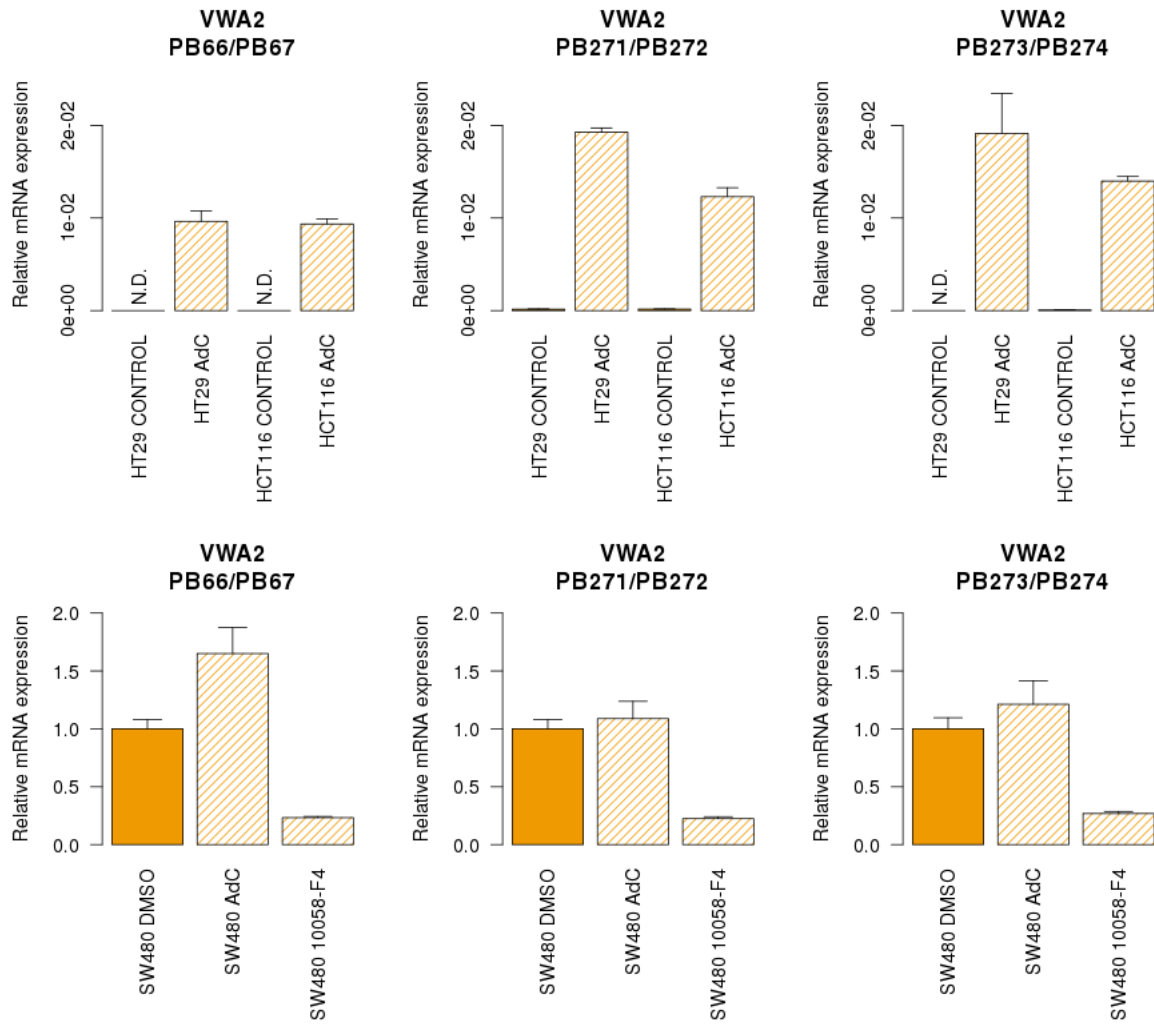 VWA2
PB66/PB67
Relative mRNA expression
2e-02
1e-02
0e+00
N.D.
N.D.
HT29 CONTROL
HT29 AdC
HCT116 CONTROL
HCT116 AdC
VWA2
PB271/PB272
Relative mRNA expression
2e-02
1e-02
0e+00
HT29 CONTROL
HT29 AdC
HCT116 CONTROL
HCT116 AdC
VWA2
PB273/PB274
Relative mRNA expression
2e-02
1e-02
0e+00
N.D.
HT29 CONTROL
HT29 AdC
HCT116 CONTROL
HCT116 AdC
VWA2
PB66/PB67
Relative mRNA expression
2.0
1.5
1.0
0.5
0.0
SW480 DMSO
SW480 AdC
SW480 10058-F4
VWA2
PB271/PB272
Relative mRNA expression
2.0
1.5
1.0
0.5
0.0
SW480 DMSO
SW480 AdC
SW480 10058-F4
VWA2
PB273/PB274
Relative mRNA expression
2.0
1.5
1.0
0.5
0.0
SW480 DMSO
SW480 AdC
SW480 10058-F4